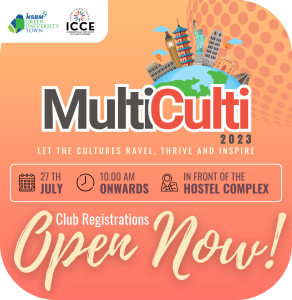 NSBM
GREEN
UNIVERSITY
TOWN
ICCE
MultiCulti
2023
LET THE CULTURES RAVEL, THRIVE AND INSPIRE
27 TH
JULY
10.00 AM
ONWARDS
IN FRONT OF THE
HOSTEL COMPLEX
Club Registrations
Open Now!